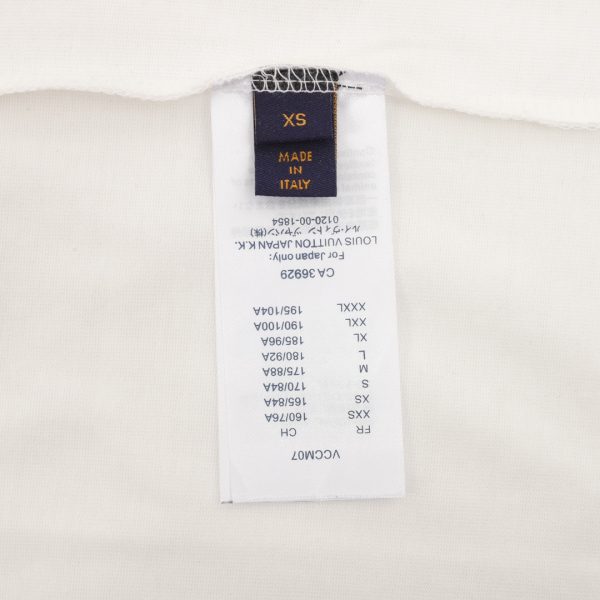 XS
MADE
IN
ITALY
VCCM07
FR CH
XXS 160/76A
XS 165/84A
S 170/84A
M 175/88A
L 180/92A
XL 185/96A
XXL 190/100A
XXXL 195/104A
CA 36929
For Japan only:
LOUIS VUITTON JAPAN K.K.
ルイ・ヴィトン ジャパン(株)
0120-00-1854